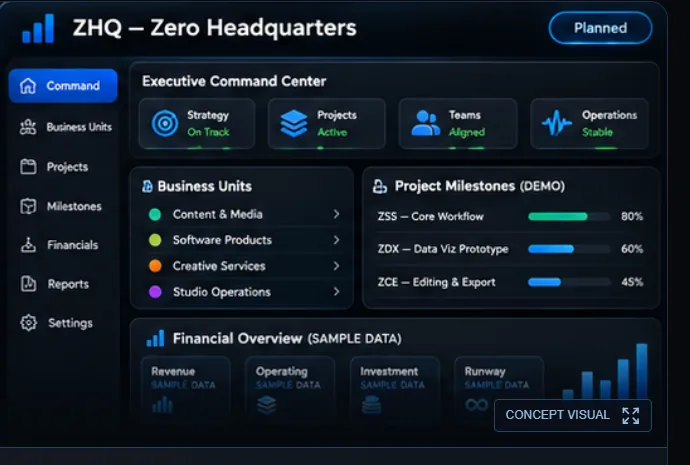 ZHQ – Zero Headquarters
Planned
Command
Business Units
Projects
Milestones
Financials
Reports
Settings
Executive Command Center
Strategy
On Track
Projects
Active
Teams
Aligned
Operations
Stable
Business Units
Content & Media
Software Products
Creative Services
Studio Operations
Project Milestones (DEMO)
ZSS – Core Workflow 80%
ZDX – Data Viz Prototype 60%
ZCE – Editing & Export 45%
Financial Overview (SAMPLE DATA)
Revenue
SAMPLE DATA
Operating
SAMPLE DATA
Investment
SAMPLE DATA
Runway
SAMPLE DATA
CONCEPT VISUAL